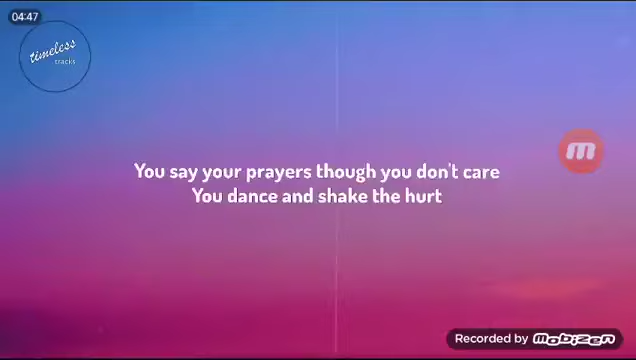 04:47
timeless
tracks
You say your prayers though you don't care
You dance and shake the hurt
M
Recorded by Mobizen